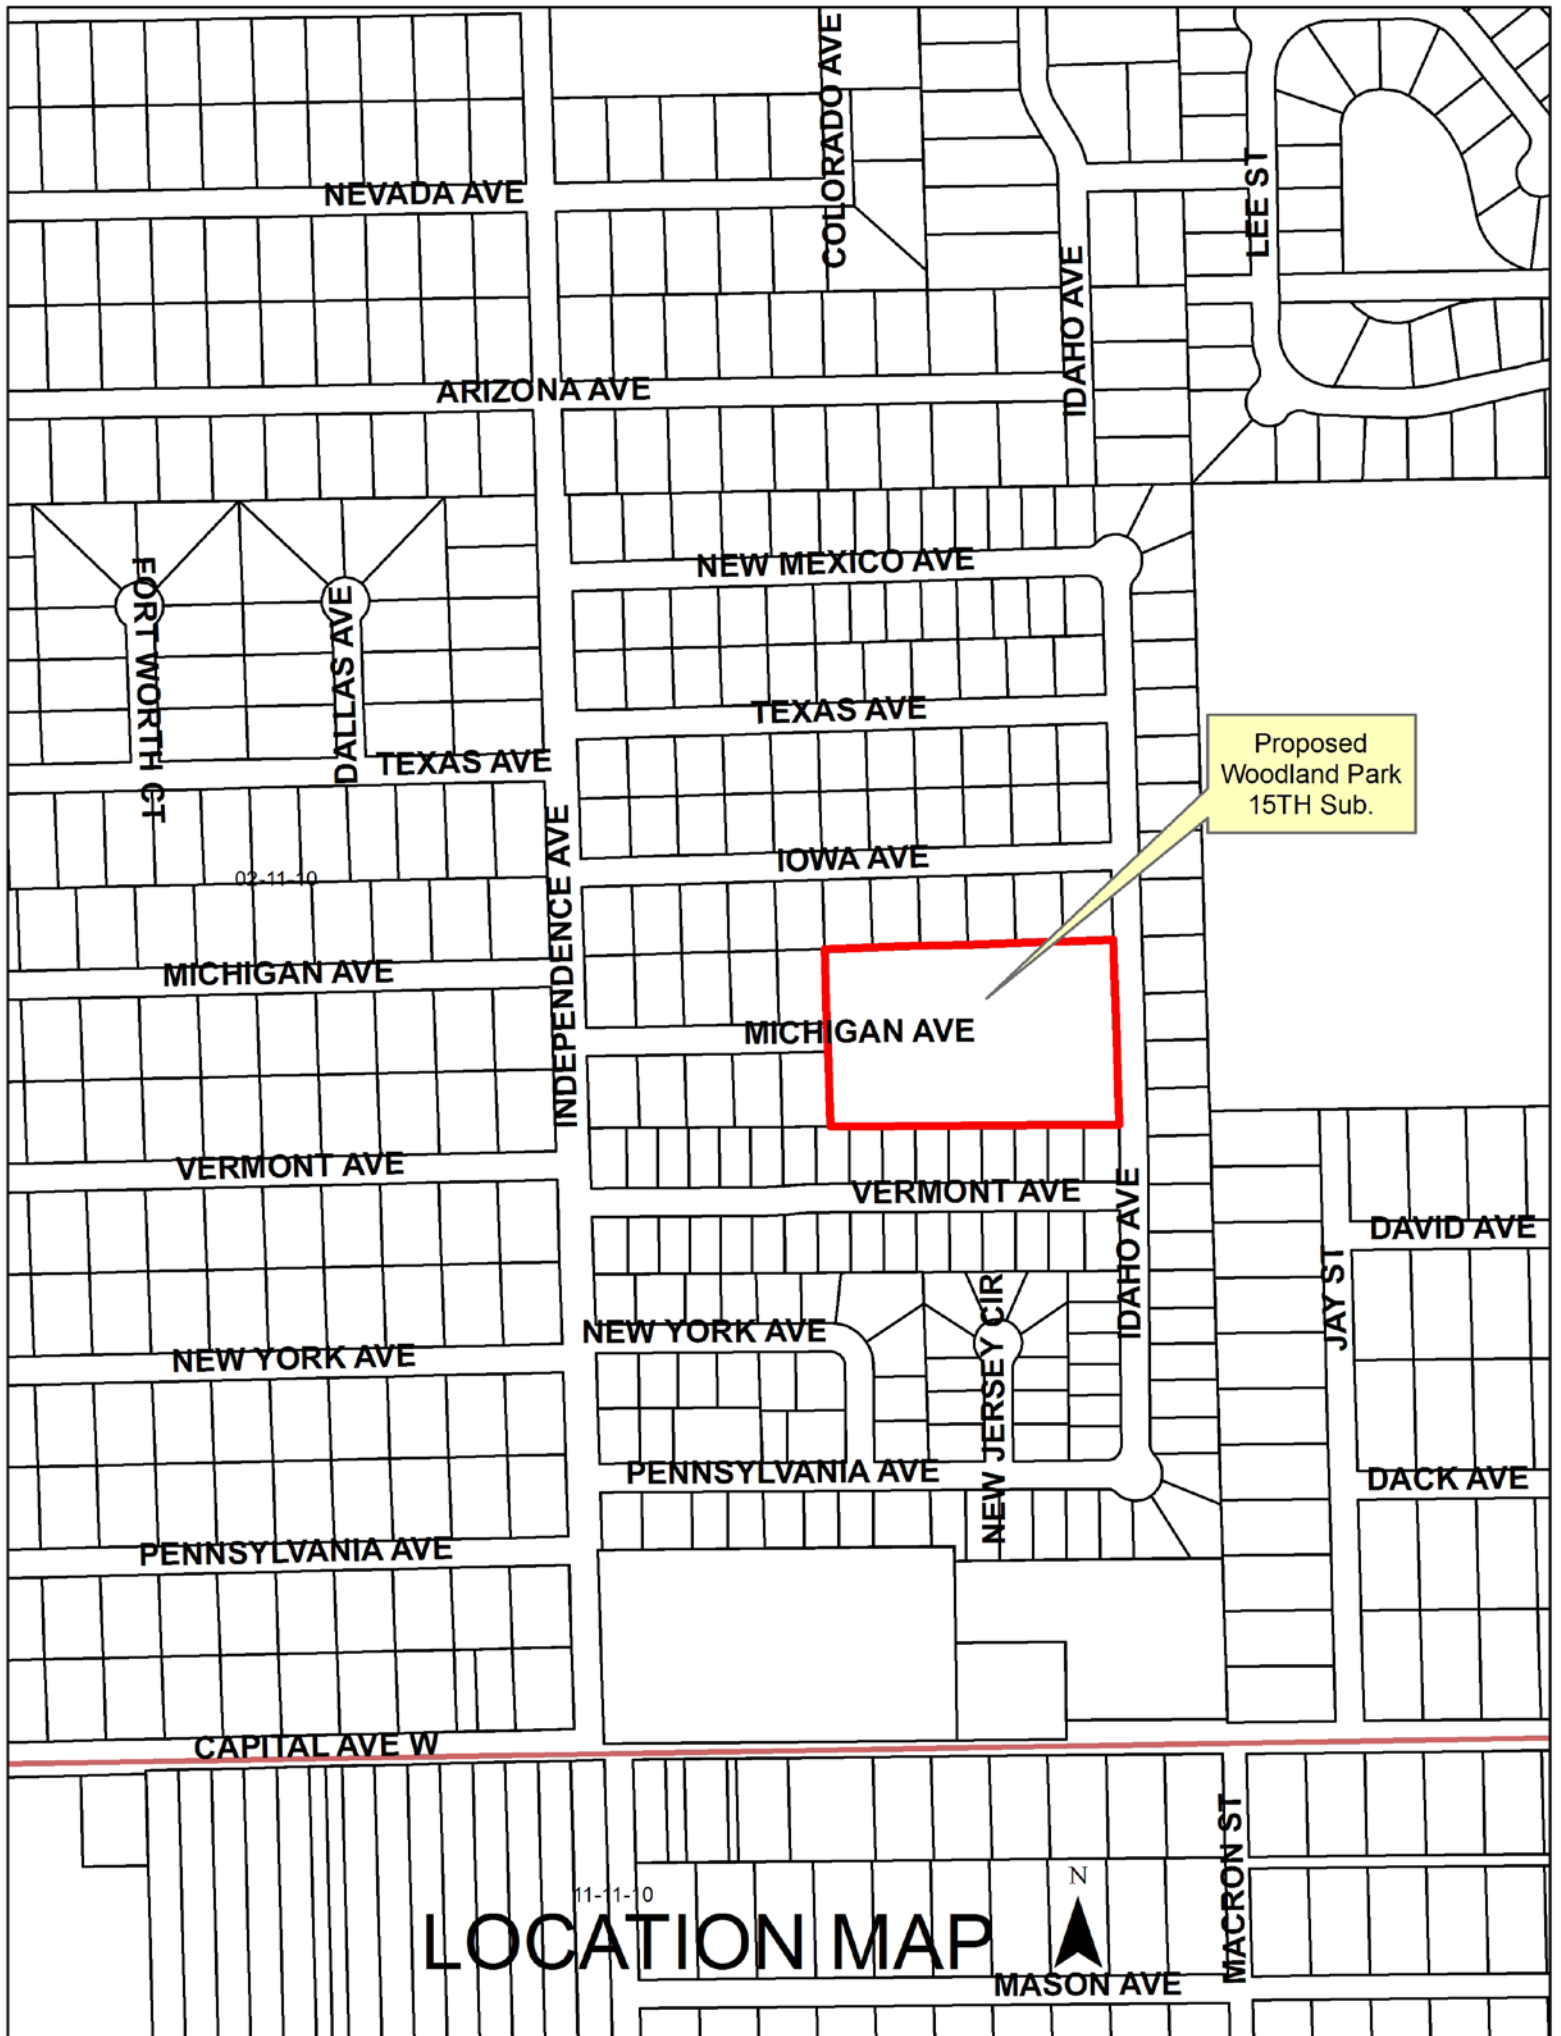 COLORADO AVE
NEVADA AVE
LEE ST
IDAHO AVE
ARIZONA AVE
NEW MEXICO AVE
FORT WORTH CT
DALLAS AVE
TEXAS AVE
TEXAS AVE
Proposed
Woodland Park
15TH Sub.
INDEPENDENCE AVE
IOWA AVE
02-11-10
MICHIGAN AVE
MICHIGAN AVE
VERMONT AVE
VERMONT AVE
IDAHO AVE
DAVID AVE
JAY ST
NEW JERSEY CIR
NEW YORK AVE
NEW YORK AVE
PENNSYLVANIA AVE
DACK AVE
PENNSYLVANIA AVE
CAPITAL AVE W
MACRON ST
N
11-11-10
LOCATION MAP
MASON AVE